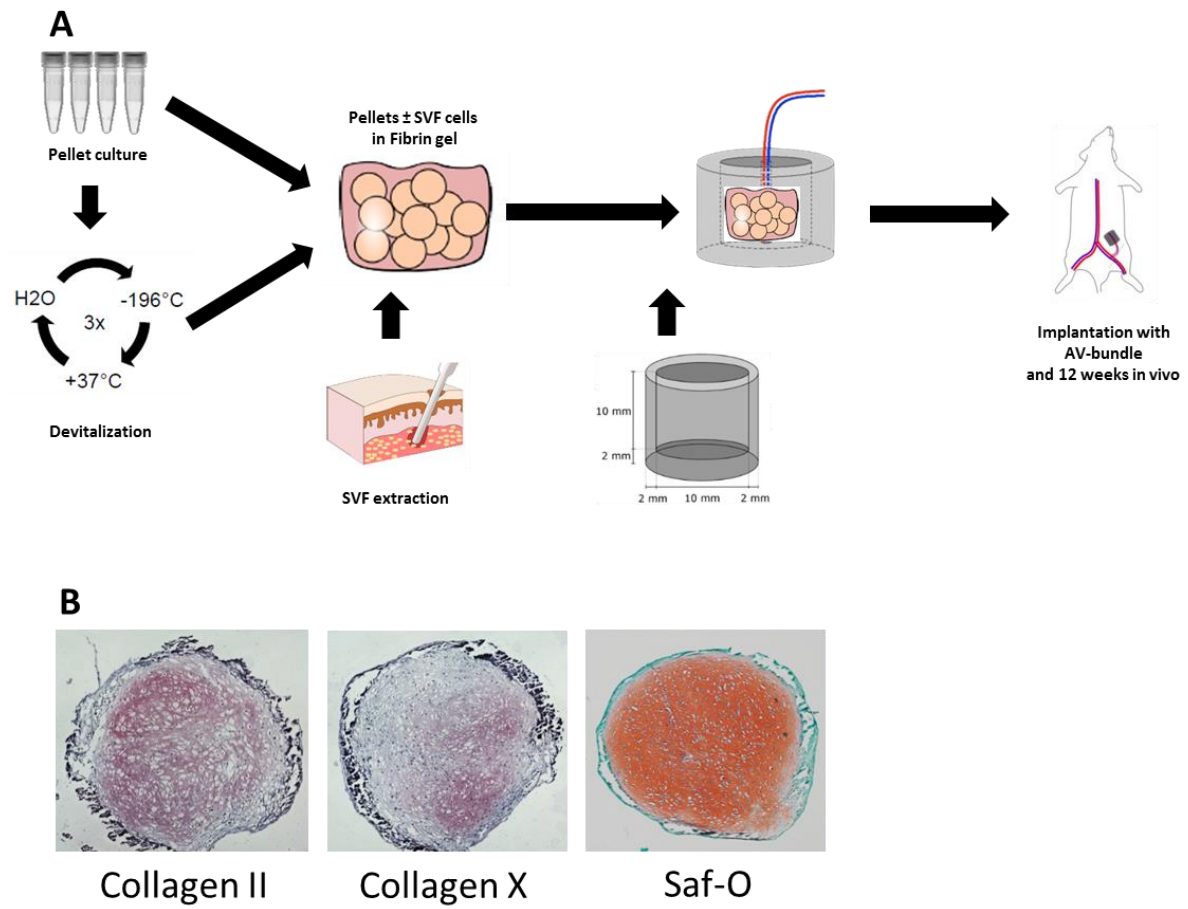 A
Pellet culture
H2O
-196°C
3x
+37°C
Devitalization
Pellets ± SVF cells
in Fibrin gel
SVF extraction
10 mm
2 mm
2 mm 10 mm 2 mm
Implantation with
AV-bundle
and 12 weeks in vivo
B
Collagen II
Collagen X
Saf-O